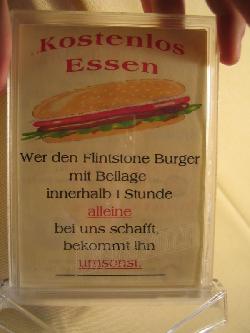 Kostenlos
Essen
Wer den Flintstone Burger
mit Beilage
innerhalb 1 Stunde
alleine
bei uns schafft,
bekommt ihn
umsonst.